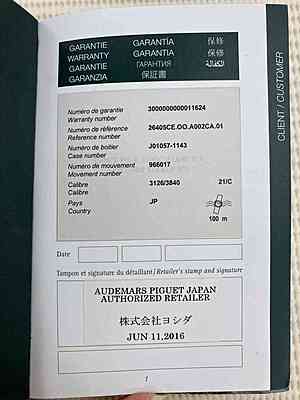 GARANTIE GARANTÍA 保修
WARRANTY GARANZIA 保修
GARANTIE ГАРАНТИЯ
GARANZIA 保証書
CLIENT / CUSTOMER
Numéro de garantie 3000000000011624
Warranty number
Numéro de référence 26405CE.OO.A002CA.01
Reference number
Numéro de boîtier J01057-1143
Case number
Numéro de mouvement 966017
Movement number
Calibre 3126/3840 21/C
Calibre
Pays JP
Country
100 m
Date
Tampon et signature du détaillant / Retailer's stamp and signature
AUDEMARS PIGUET JAPAN
AUTHORIZED RETAILER
株式会社ヨシダ
JUN 11,2016
1